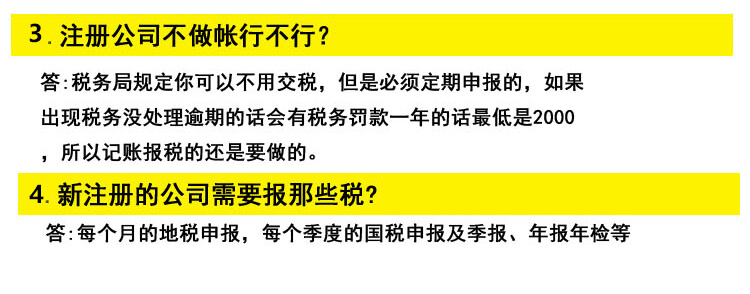 3.注册公司不做帐行不行？
答:税务局规定你可以不用交税，但是必须定期申报的，如果
出现税务没处理逾期的话会有税务罚款一年的话最低是2000
，所以记账报税的还是要做的。
4.新注册的公司需要报那些税?
答:每个月的地税申报，每个季度的国税申报及季报、年报年检等